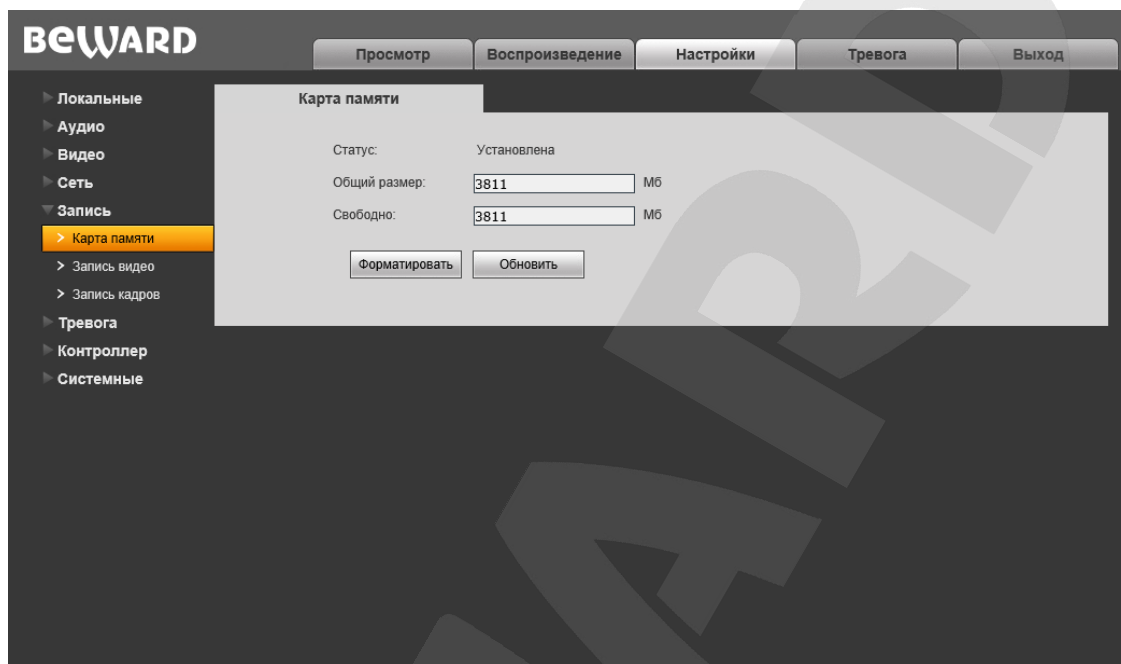 BEWARD
Просмотр Воспроизведение Настройки Тревога Выход
Локальные
Аудио
Видео
Сеть
Запись
> Карта памяти
> Запись видео
> Запись кадров
Тревога
Контроллер
Системные
Карта памяти
Статус: Установлена
Общий размер: 3811 Мб
Свободно: 3811 Мб
Форматировать Обновить